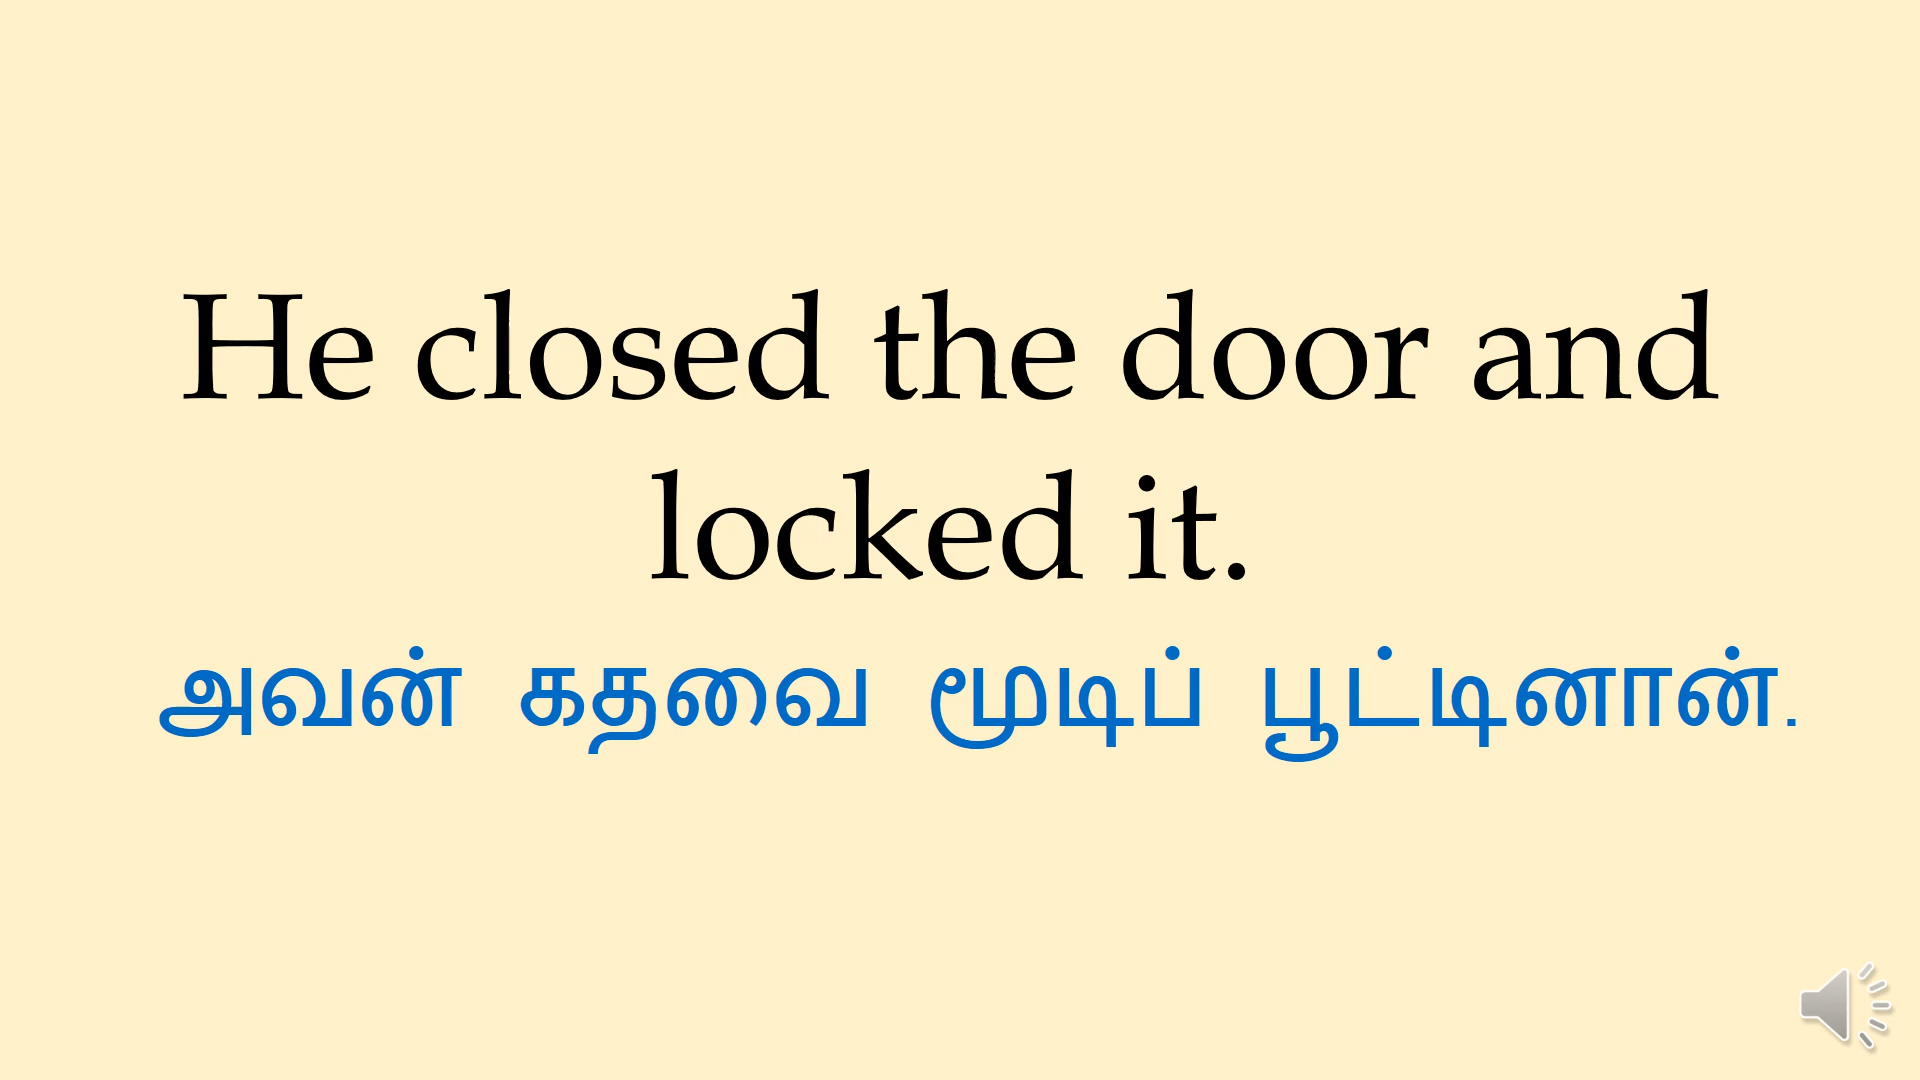 He closed the door and
locked it.
அவன் கதவை மூடிப் பூட்டினான்.